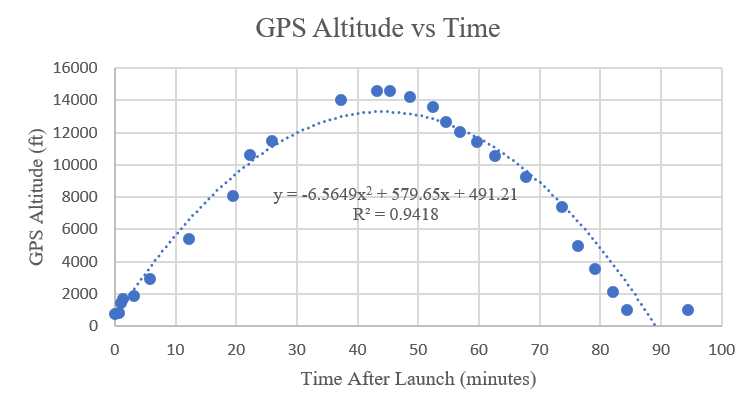 GPS Altitude vs Time
16000
14000
12000
10000
8000
6000
4000
2000
0
GPS Altitude (ft)
y = -6.5649x² + 579.65x + 491.21
R² = 0.9418
0 10 20 30 40 50 60 70 80 90 100
Time After Launch (minutes)